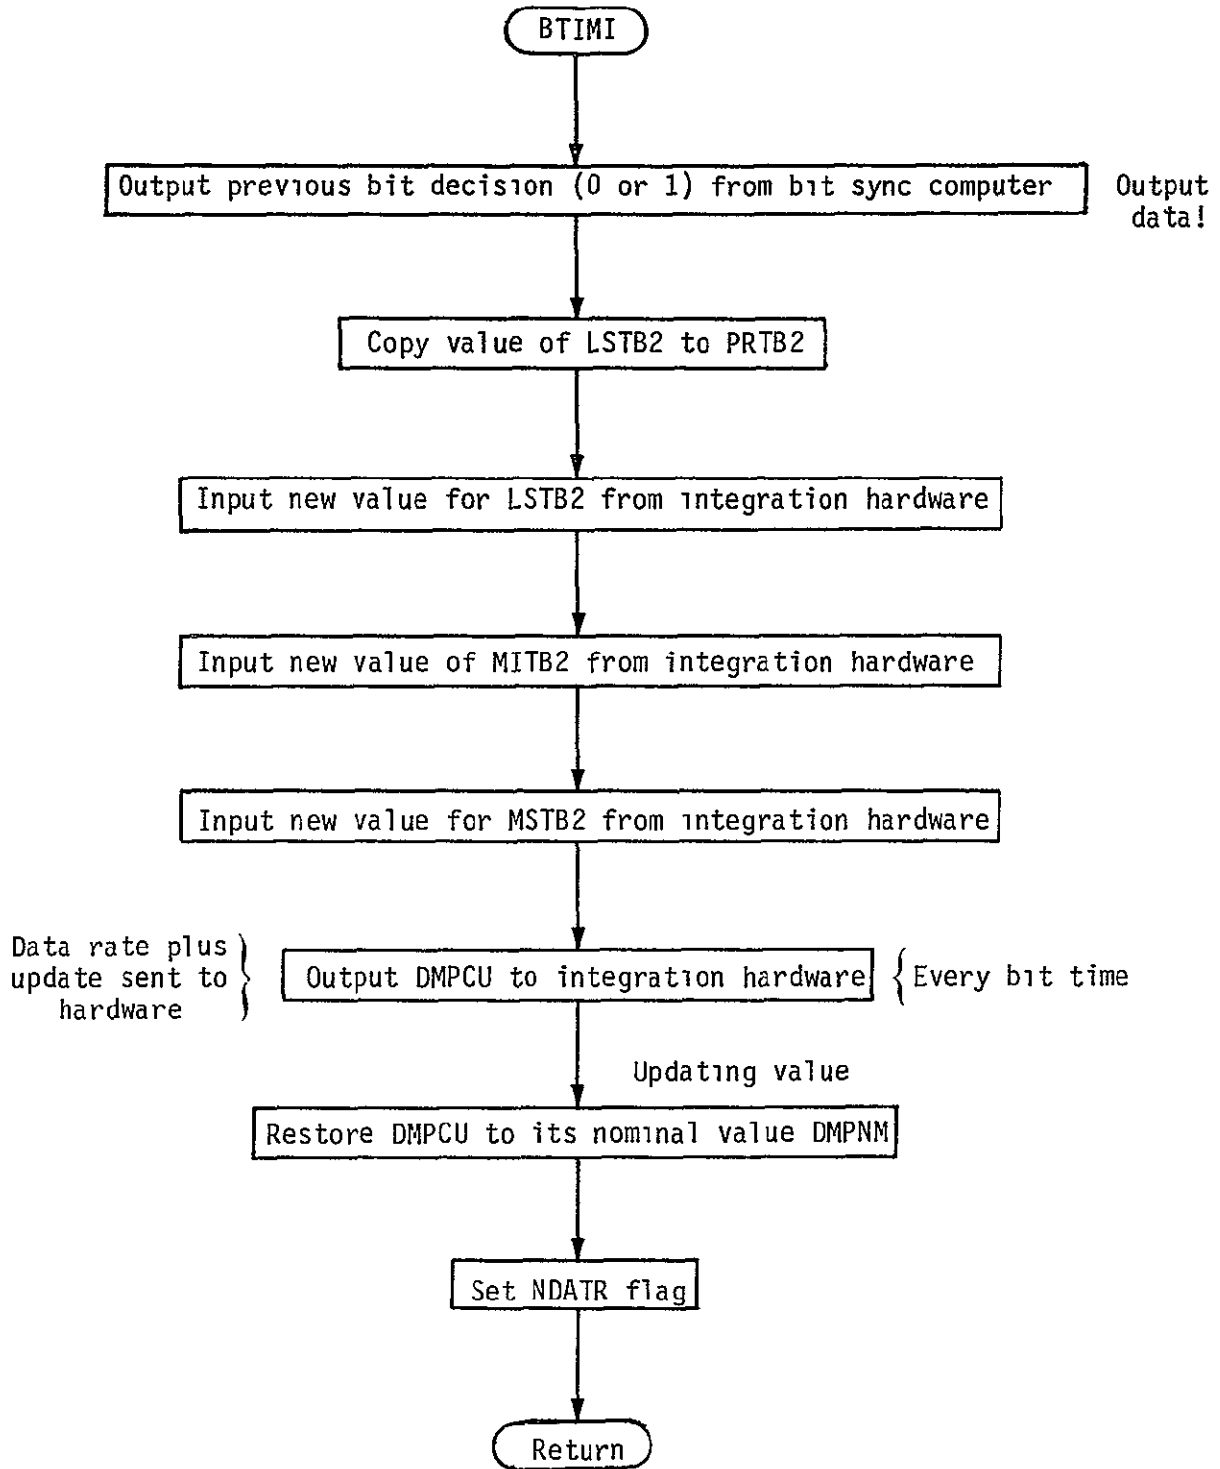 BTIMI
Output previous bit decision (0 or 1) from bit sync computer
Output
data!
Copy value of LSTB2 to PRTB2
Input new value for LSTB2 from integration hardware
Input new value of MITB2 from integration hardware
Input new value for MSTB2 from integration hardware
Data rate plus
update sent to
hardware
Output DMPCU to integration hardware
Every bit time
Updating value
Restore DMPCU to its nominal value DMPNM
Set NDATR flag
Return